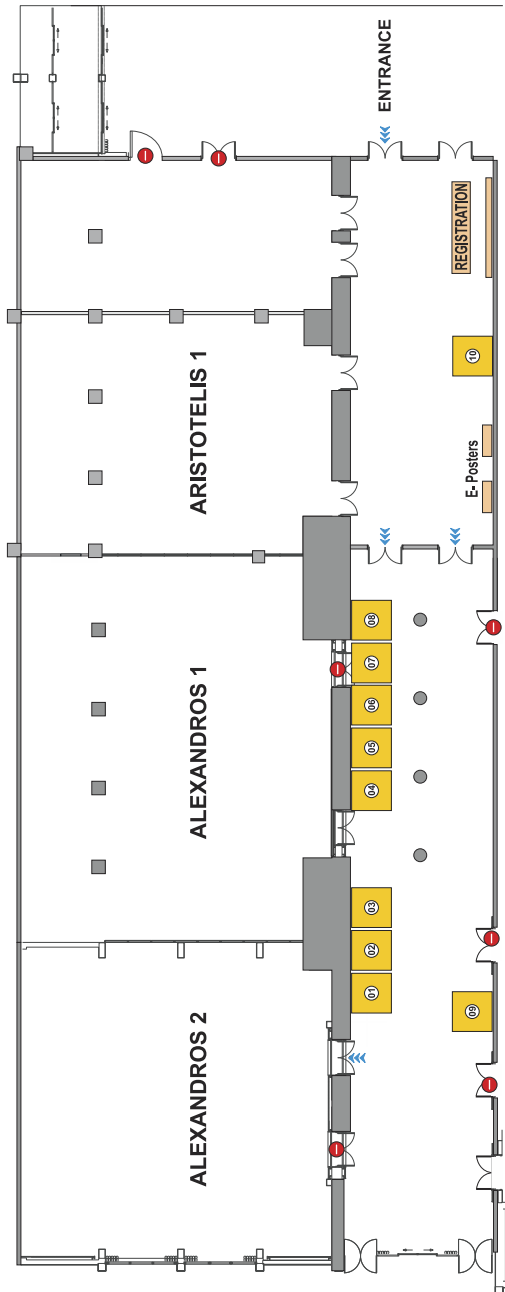 ENTRANCE
REGISTRATION
10
E- Posters
ARISTOTELIS 1
08
07
06
05
04
ALEXANDROS 1
03
02
01
09
ALEXANDROS 2